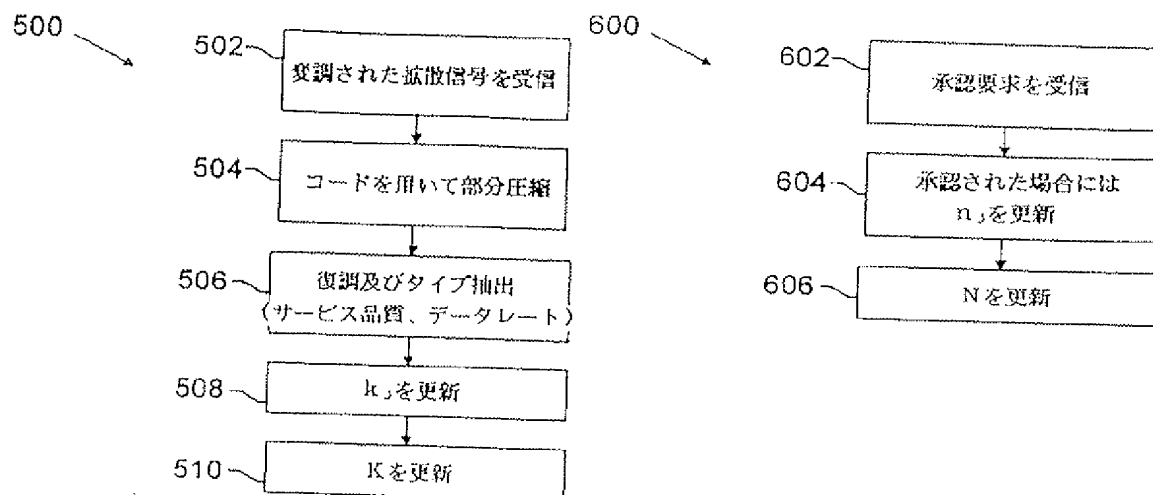 500
502
変調された拡散信号を受信
504
コードを用いて部分圧縮
506
復調及びタイプ抽出
(サービス品質、データレート)
508
kJを更新
510
Kを更新
600
602
承認要求を受信
604
承認された場合には
nJを更新
606
Nを更新